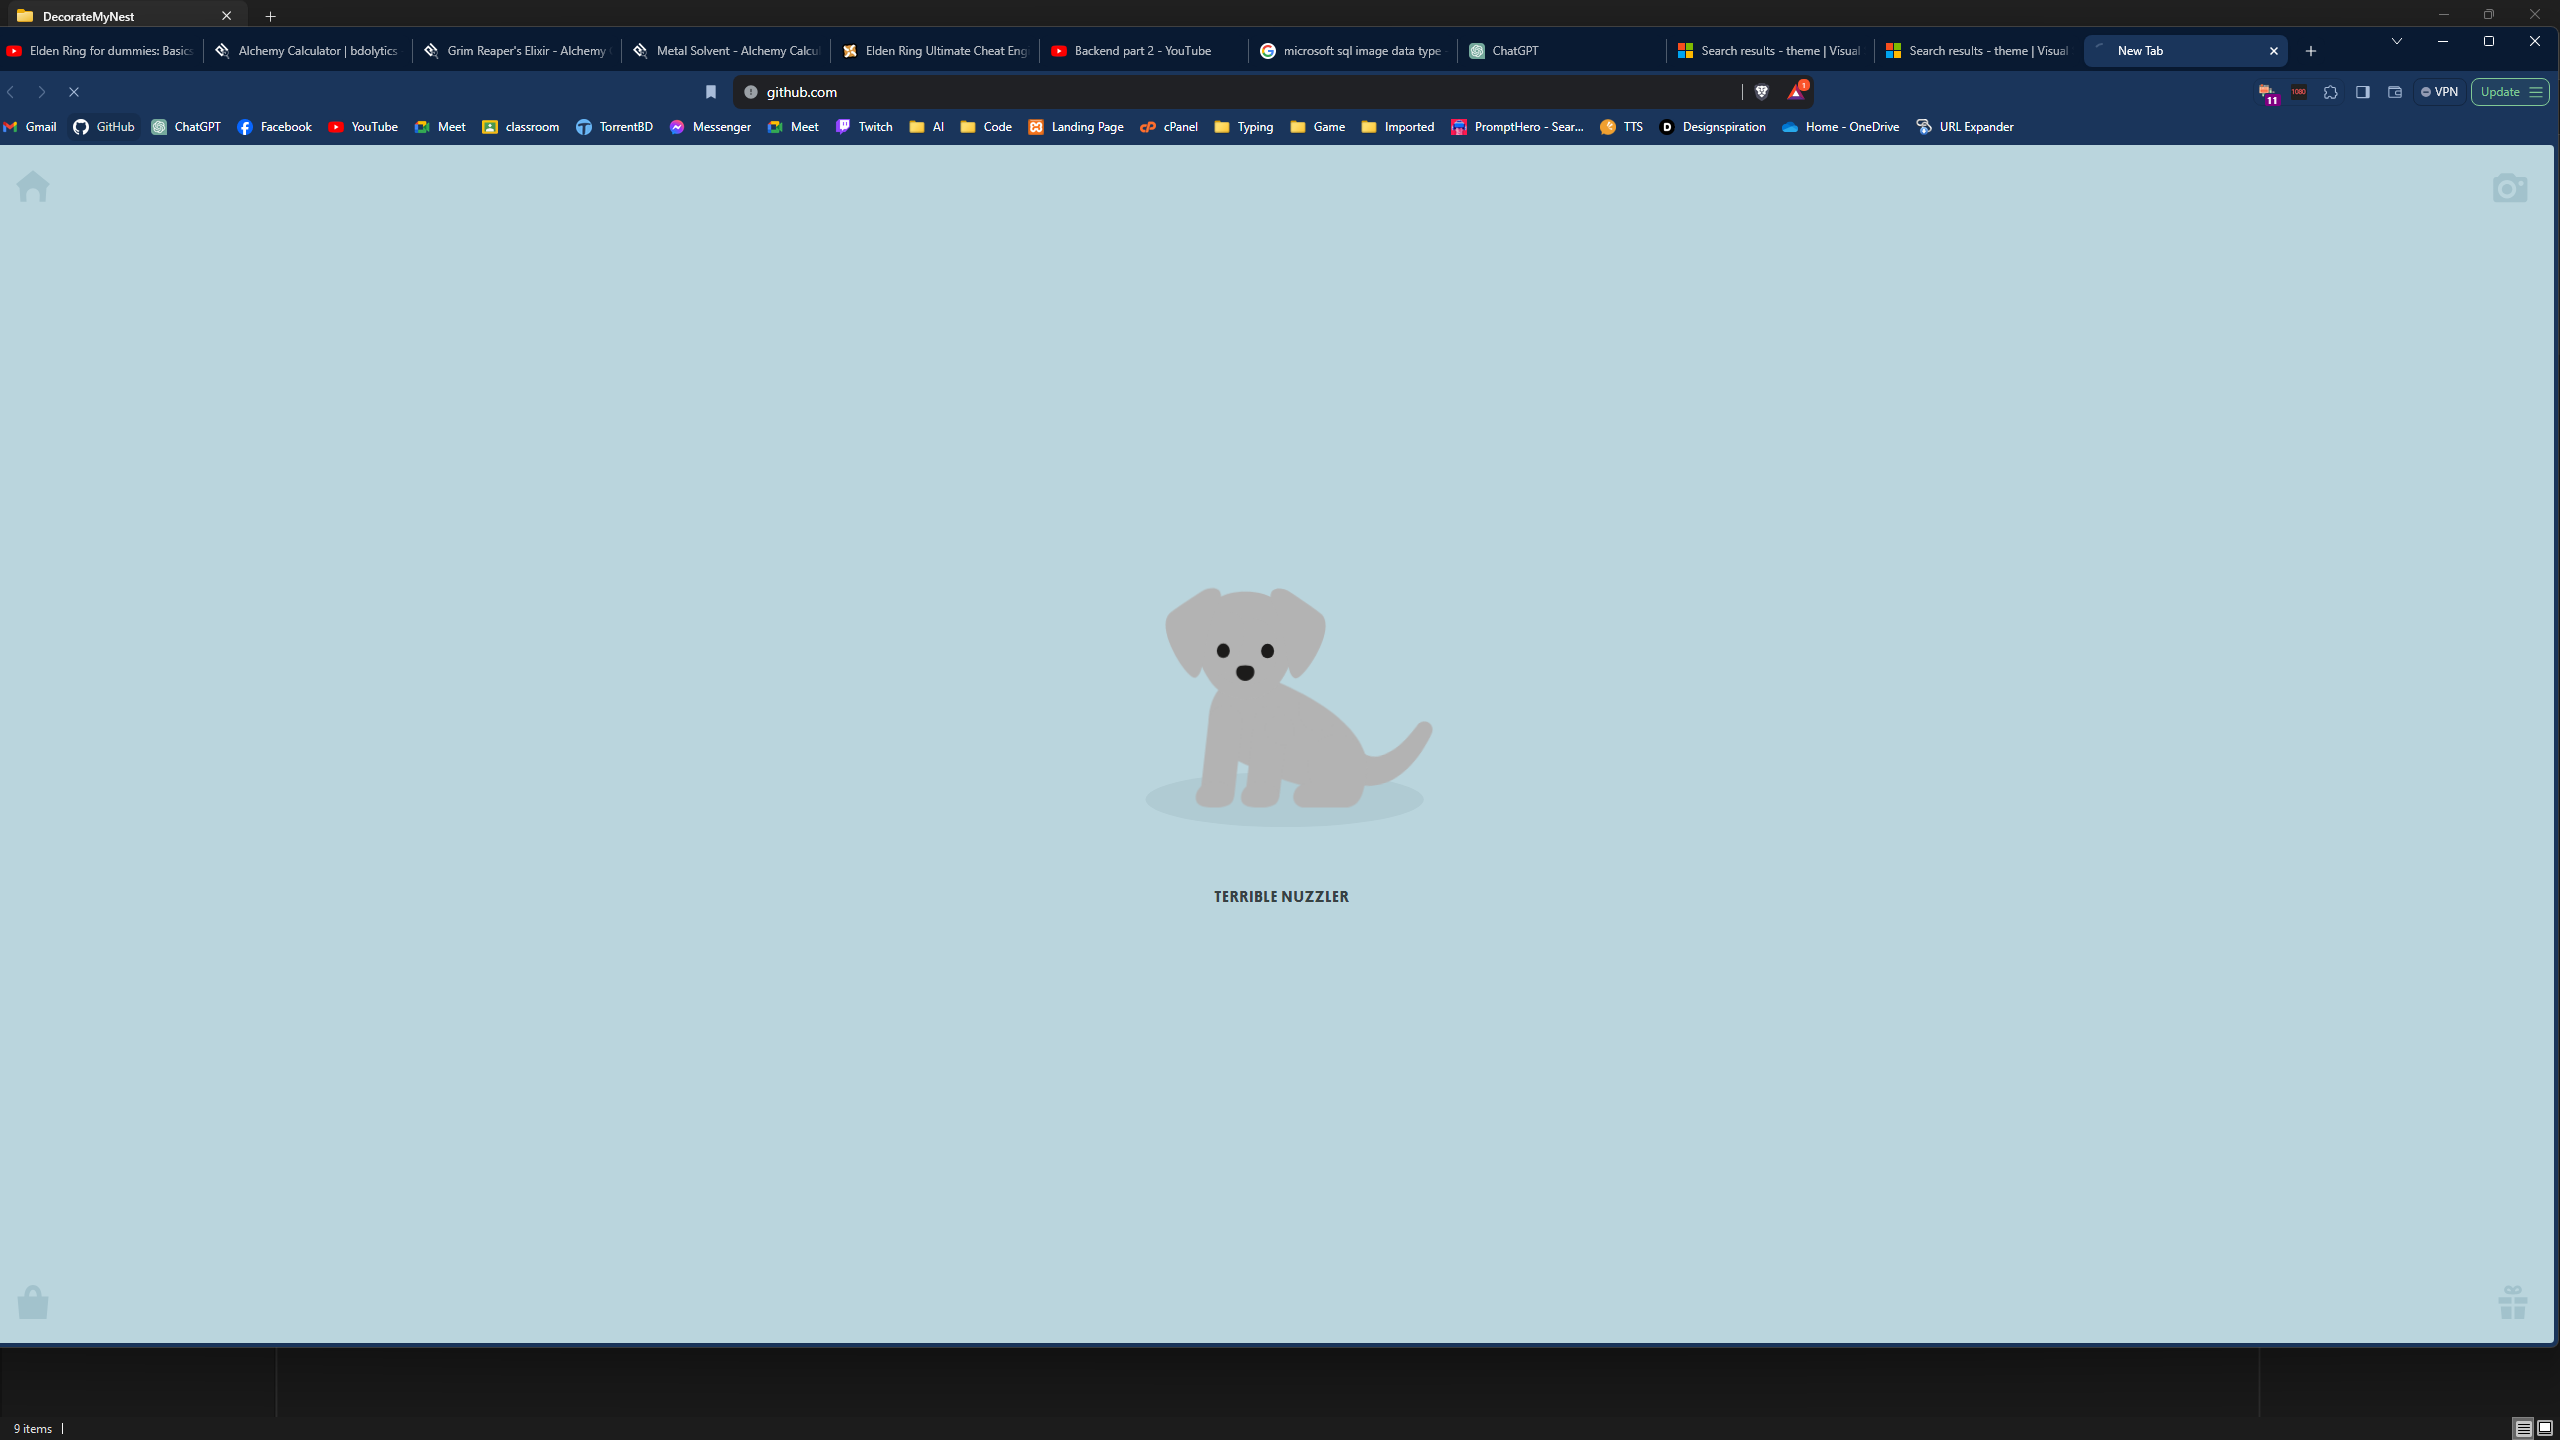 DecorateMyNest
Elden Ring for dummies: Basics
Alchemy Calculator | bdolytics
Grim Reaper's Elixir - Alchemy
Metal Solvent - Alchemy Calcul
Elden Ring Ultimate Cheat Eng
Backend part 2 - YouTube
microsoft sql image data type
ChatGPT
Search results - theme | Visual
Search results - theme | Visual
New Tab
github.com
1
11
1080
VPN
Update
Gmail
GitHub
ChatGPT
Facebook
YouTube
Meet
classroom
TorrentBD
Messenger
Meet
Twitch
AI
Code
Landing Page
cPanel
Typing
Game
Imported
PromptHero - Sear...
TTS
Designspiration
Home - OneDrive
URL Expander
TERRIBLE NUZZLER
9 items